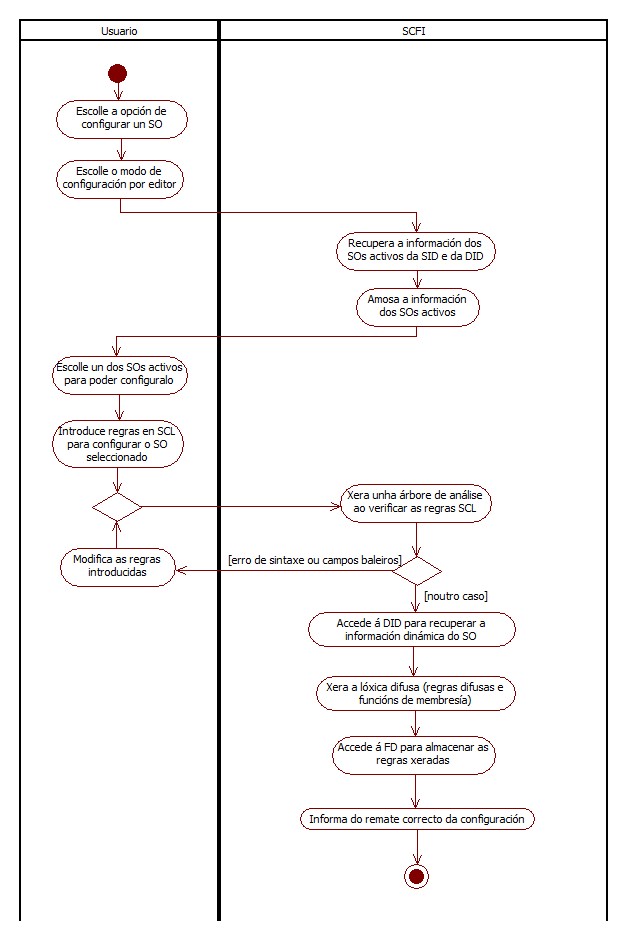 Usuario
SCFI
Escolle a opción de
configurar un SO
Escolle o modo de
configuración por editor
Recupera a información dos
SOs activos da SID e da DID
Amosa a información
dos SOs activos
Escolle un dos SOs activos
para poder configuralo
Introduce regras en SCL
para configurar o SO
seleccionado
Xera unha árbore de análise
ao verificar as regras SCL
[erro de sintaxe ou campos baleiros]
Modifica as regras
introducidas
[noutro caso]
Accede á DID para recuperar a
información dinámica do SO
Xera a lóxica difusa (regras difusas e
funcións de membresía)
Accede á FD para almacenar as
regras xeradas
Informa do remate correcto da configuración